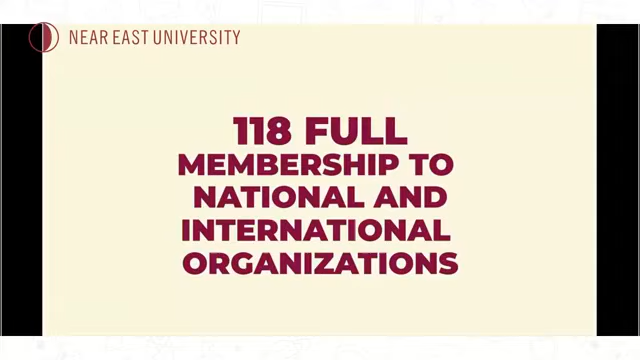 NEAR EAST UNIVERSITY
118 FULL
MEMBERSHIP TO
NATIONAL AND
INTERNATIONAL
ORGANIZATIONS